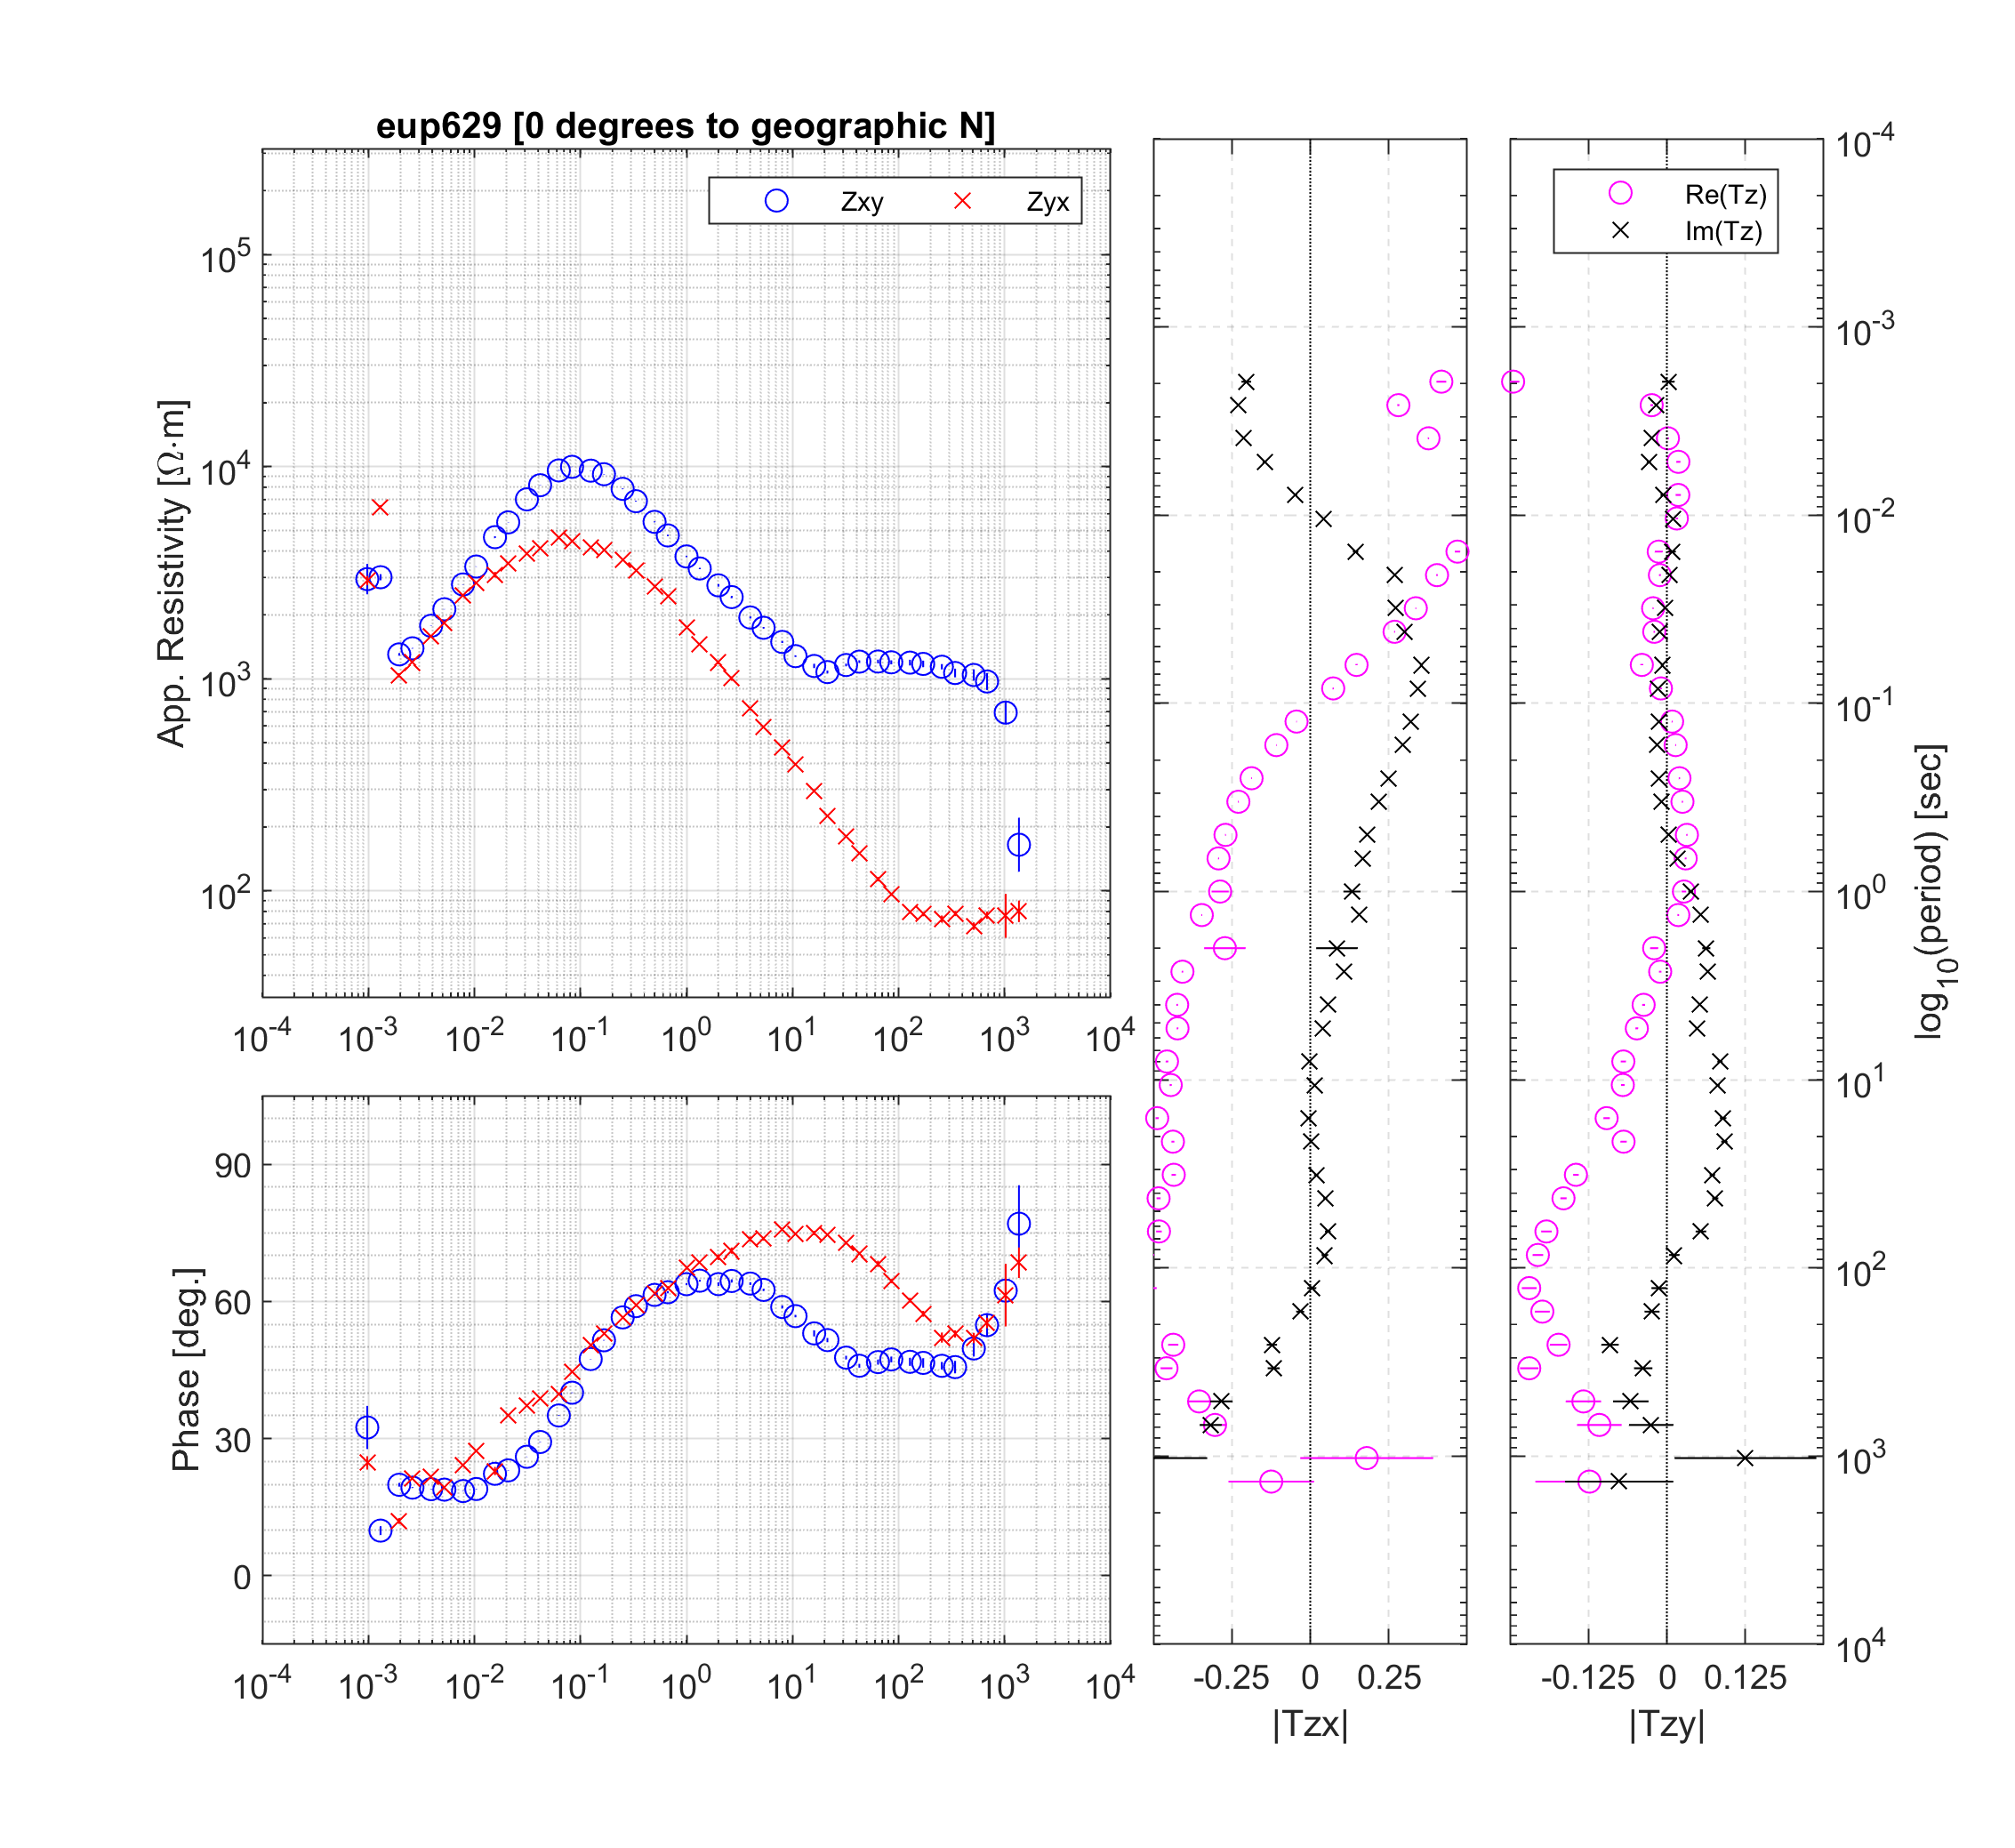 eup629 [0 degrees to geographic N]
Zxy Zyx
App. Resistivity [Ω·m]
10^5
10^4
10^3
10^2
10^-4 10^-3 10^-2 10^-1 10^0 10^1 10^2 10^3 10^4
Phase [deg.]
90
60
30
0
10^-4 10^-3 10^-2 10^-1 10^0 10^1 10^2 10^3 10^4
-0.25 0 0.25
|Tzx|
Re(Tz)
Im(Tz)
-0.125 0 0.125
|Tzy|
10^-4
10^-3
10^-2
10^-1
10^0
10^1
10^2
10^3
10^4
log_10(period) [sec]